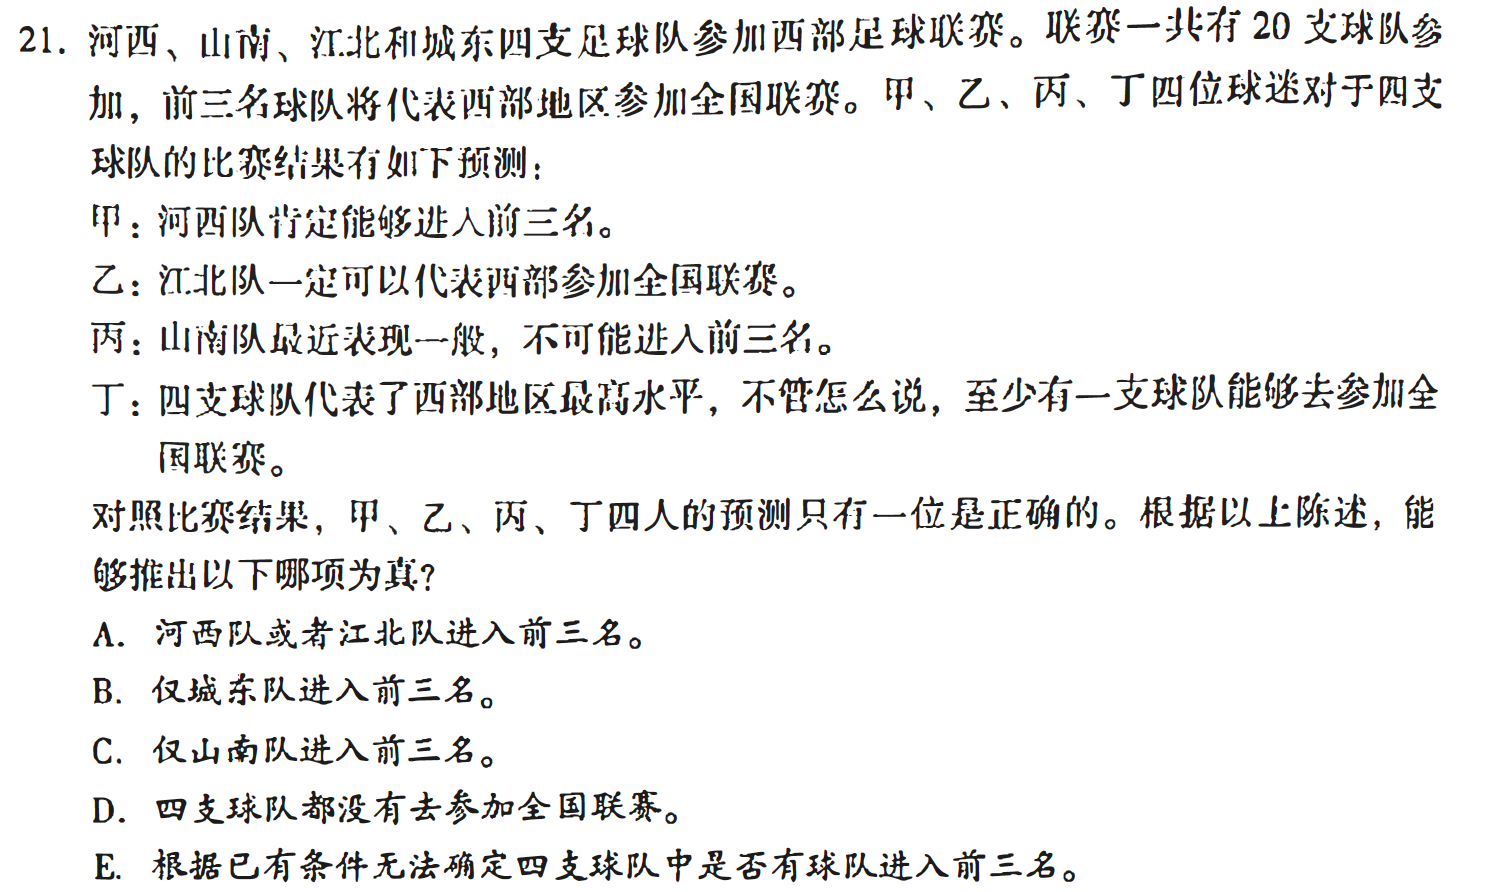 21. 河西、山南、江北和城东四支足球队参加西部足球联赛。联赛一共有 20 支球队参
加，前三名球队将代表西部地区参加全国联赛。甲、乙、丙、丁四位球迷对于四支
球队的比赛结果有如下预测：
甲：河西队肯定能够进入前三名。
乙：江北队一定可以代表西部参加全国联赛。
丙：山南队最近表现一般，不可能进入前三名。
丁：四支球队代表了西部地区最高水平，不管怎么说，至少有一支球队能够去参加全
国联赛。
对照比赛结果，甲、乙、丙、丁四人的预测只有一位是正确的。根据以上陈述，能
够推出以下哪项为真?
A. 河西队或者江北队进入前三名。
B. 仅城东队进入前三名。
C. 仅山南队进入前三名。
D. 四支球队都没有去参加全国联赛。
E. 根据已有条件无法确定四支球队中是否有球队进入前三名。